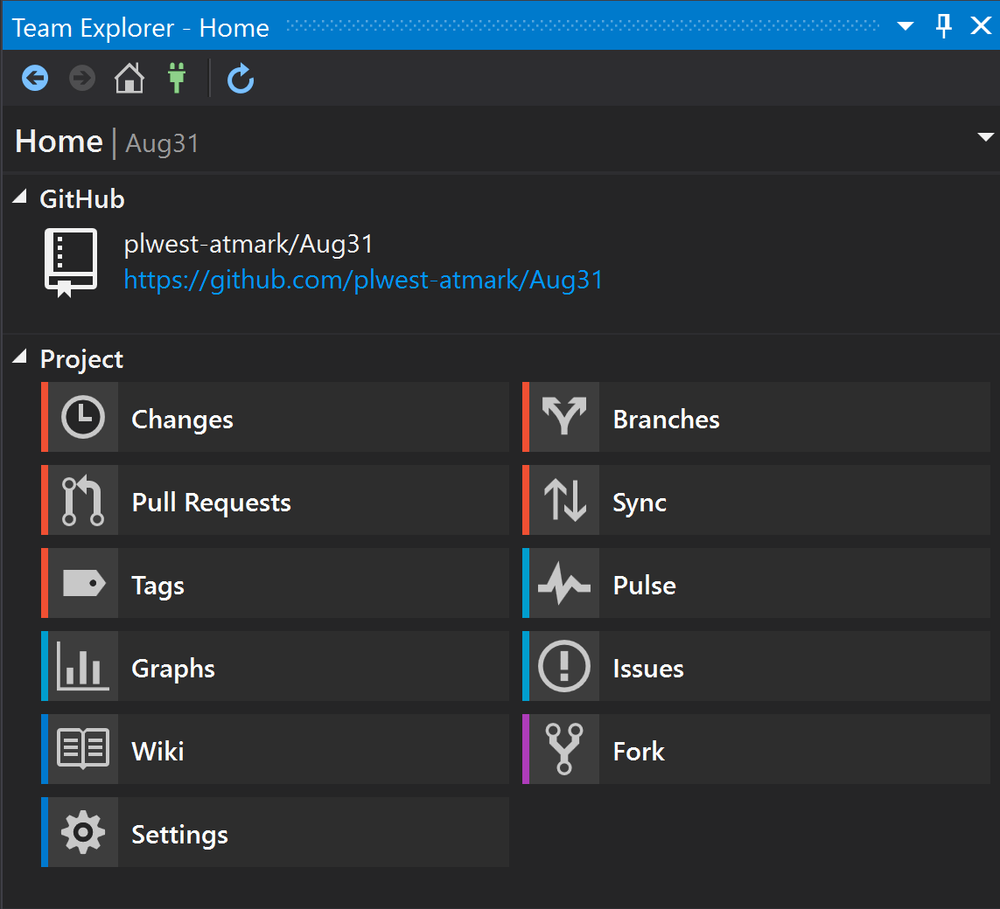 Team Explorer - Home
Home | Aug31
GitHub
plwest-atmark/Aug31
https://github.com/plwest-atmark/Aug31
Project
Changes
Branches
Pull Requests
Sync
Tags
Pulse
Graphs
Issues
Wiki
Fork
Settings